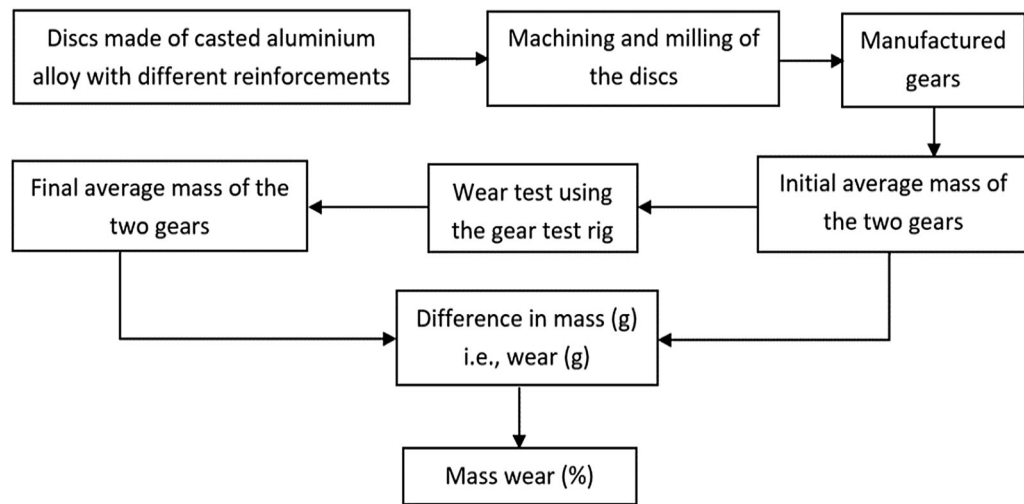 Discs made of casted aluminium
alloy with different reinforcements
Machining and milling of
the discs
Manufactured
gears
Initial average mass of
the two gears
Wear test using
the gear test rig
Final average mass of the
two gears
Difference in mass (g)
i.e., wear (g)
Mass wear (%)